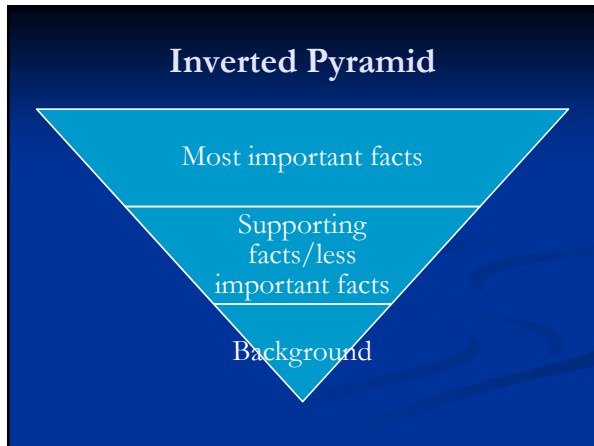 Inverted Pyramid
Most important facts
Supporting
facts/less
important facts
Background